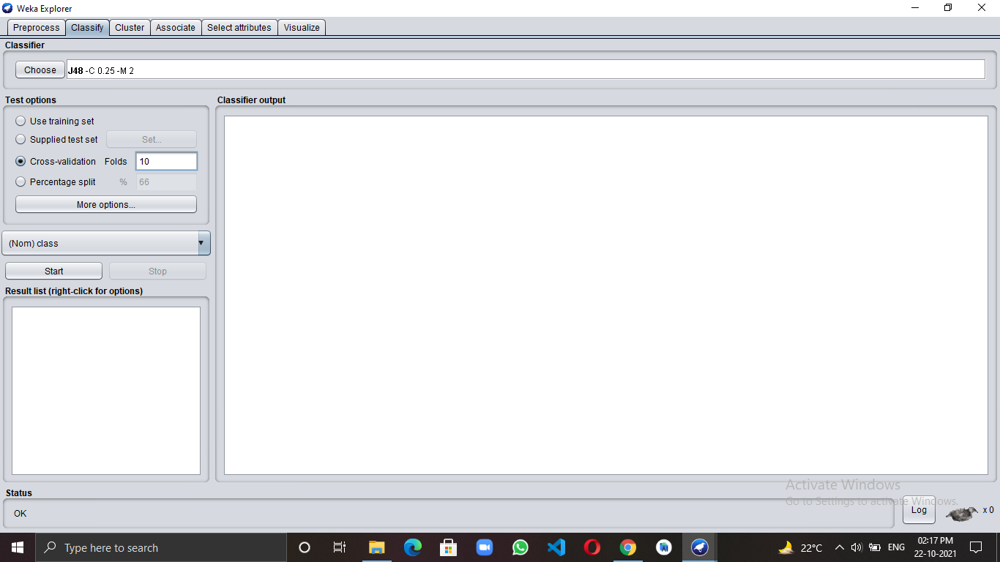 Weka Explorer
Preprocess Classify Cluster Associate Select attributes Visualize
Classifier
Choose J48 -C 0.25 -M 2
Test options
Use training set
Supplied test set Set...
Cross-validation Folds 10
Percentage split % 66
More options...
(Nom) class
Start Stop
Result list (right-click for options)
Classifier output
Status
OK
Activate Windows
Go to Settings to activate Windows.
Log x 0
Type here to search
22°C ENG 02:17 PM
22-10-2021